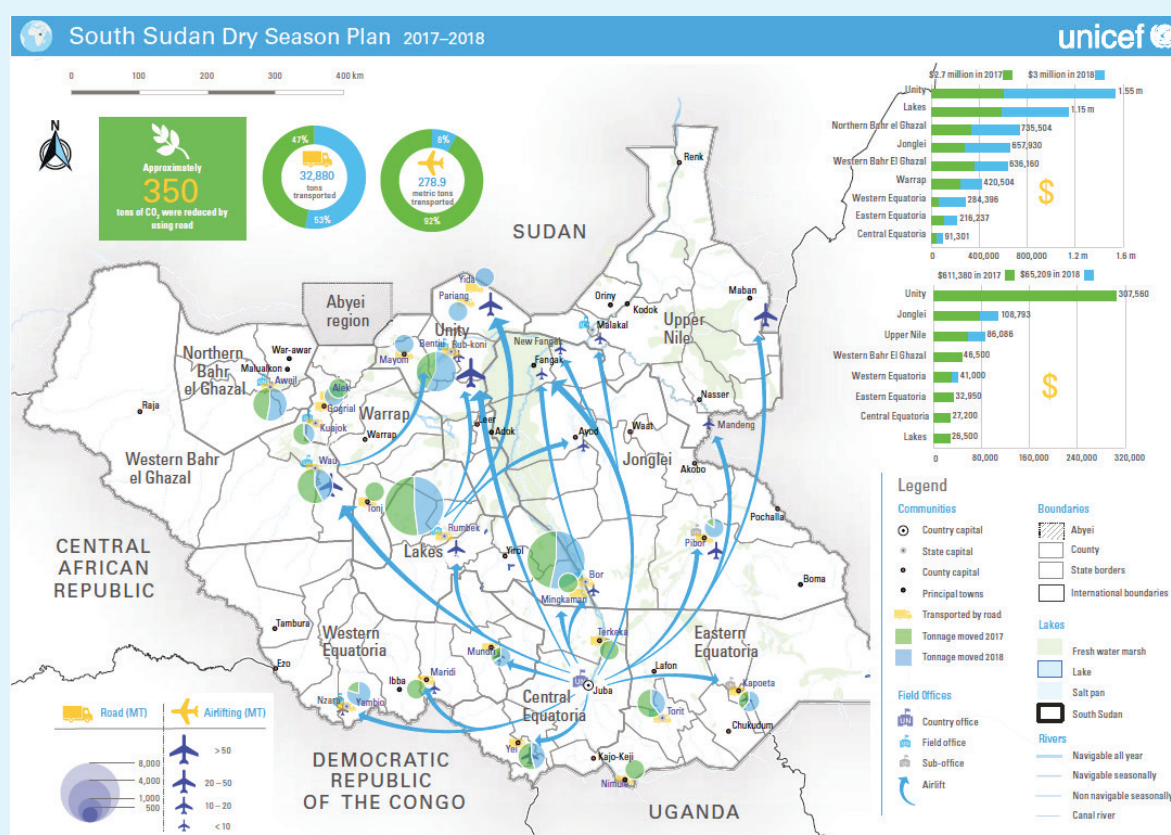 South Sudan Dry Season Plan 2017–2018
unicef
0 100 200 300 400 km
N
Approximately
350
tons of CO2 were reduced by
using road
47%
32,880
tons
transported
53%
8%
278.9
metric tons
transported
92%
$2.7 million in 2017 $3 million in 2018
Unity 1.55 m
Lakes 1.15 m
Northern Bahr el Ghazal 735,504
Jonglei 657,930
Western Bahr El Ghazal 636,160
Warrap 420,504
Western Equatoria 284,396
Eastern Equatoria 216,237
Central Equatoria 91,301
0 400,000 800,000 1.2 m 1.6 m
$
$611,380 in 2017 $65,209 in 2018
Unity 307,560
Jonglei 108,793
Upper Nile 86,086
Western Bahr El Ghazal 46,500
Western Equatoria 41,000
Eastern Equatoria 32,950
Central Equatoria 27,200
Lakes 26,500
0 80,000 160,000 240,000 320,000
$
SUDAN
Renk
Abyei
region
Yida
Pariang
Unity
Bentiu
Rub-koni
Mayom
Oriny
Kodok
Malakal
Maban
Upper
Nile
New Fangak
Fangak
Northern
Bahr
el Ghazal
War-awar
Malualkon
Aweil
Alek
Gogrial
Warrap
Kuajok
Warrap
Raja
Western Bahr
el Ghazal
Wau
Leer
Adok
Ayod
Waat
Nasser
Mandeng
Jonglei
Akobo
Tonj
Rumbek
Lakes
Yirol
Pibor
Pochalla
Boma
Bor
Mingkaman
CENTRAL
AFRICAN
REPUBLIC
Tambura
Western
Equatoria
Ezo
Ibba
Maridi
Mundri
Nzara
Yambio
Terkeka
Eastern
Equatoria
Lafon
Kapoeta
Juba
Central
Equatoria
Torit
Chukudum
Yei
Kajo-Keji
Nimule
DEMOCRATIC
REPUBLIC
OF THE CONGO
UGANDA
Road (MT)
8,000
4,000
1,000
500
Airlifting (MT)
>50
20–50
10–20
<10
Legend
Communities
Country capital
State capital
County capital
Principal towns
Transported by road
Tonnage moved 2017
Tonnage moved 2018
Field Offices
UN
Country office
Field office
Sub-office
Airlift
Boundaries
Abyei
County
State borders
International boundaries
Lakes
Fresh water marsh
Lake
Salt pan
South Sudan
Rivers
Navigable all year
Navigable seasonally
Non navigable seasonally
Canal river